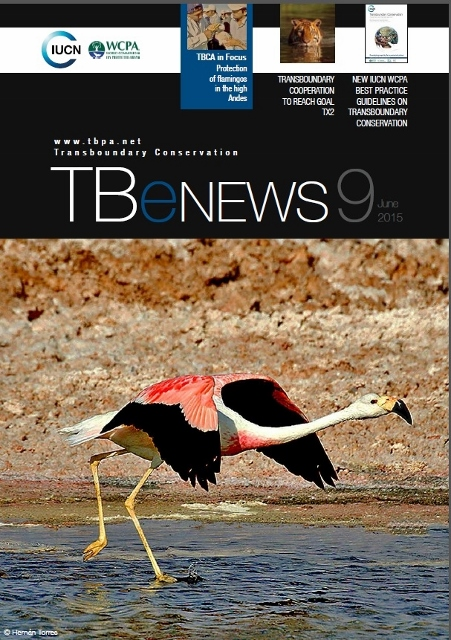 IUCN
WCPA
TBCA in Focus
Protection
of flamingos
in the high
Andes
TRANSBOUNDARY
COOPERATION
TO REACH GOAL
TX2
NEW IUCN WCPA
BEST PRACTICE
GUIDELINES ON
TRANSBOUNDARY
CONSERVATION
www.tbpa.net
Transboundary Conservation
TBeNEWS 9 June
2015
© Hernán Torres